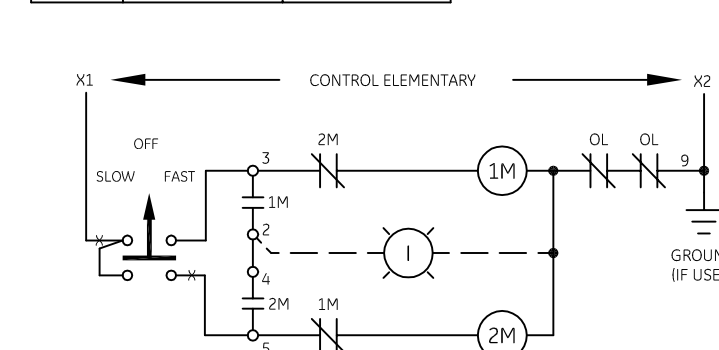 X1
CONTROL ELEMENTARY
X2
OFF
SLOW
FAST
3
2M
1M
OL
OL
9
1M
2
I
4
2M
1M
2M
5
X
X
(IF USE